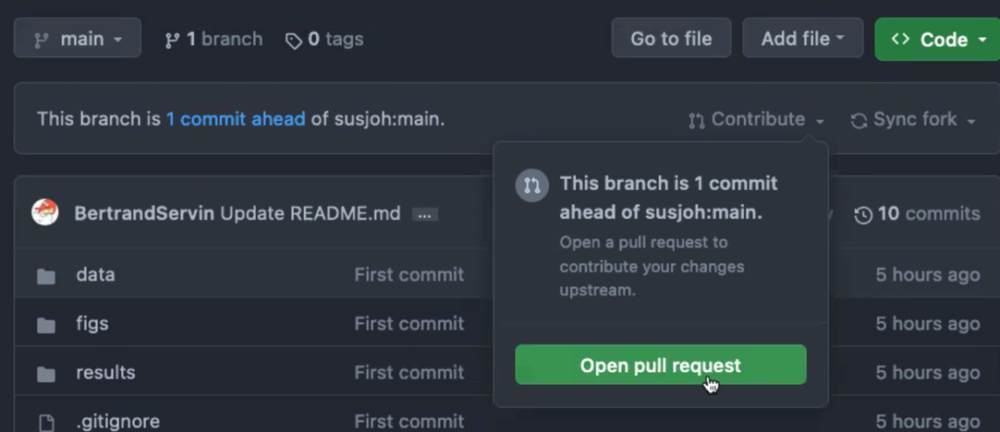 main 1 branch 0 tags Go to file Add file Code
This branch is 1 commit ahead of susjoh:main. Contribute Sync fork
This branch is 1 commit
ahead of susjoh:main.
Open a pull request to
contribute your changes
upstream.
Open pull request
BertrandServin Update README.md ... 10 commits
data First commit 5 hours ago
figs First commit 5 hours ago
results First commit 5 hours ago
.gitignore First commit 5 hours ago